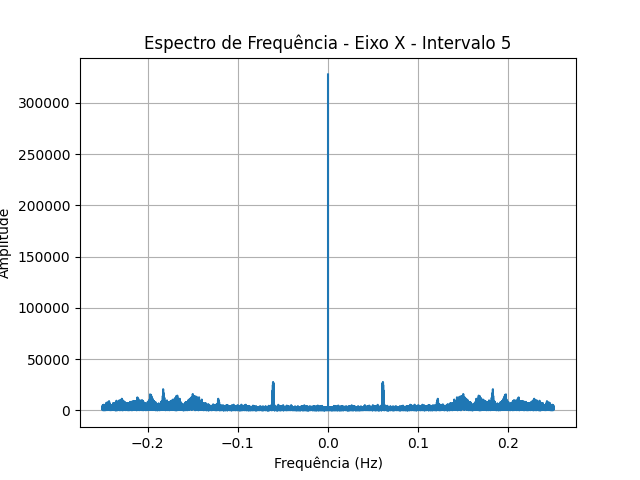 Espectro de Frequência - Eixo X - Intervalo 5
Amplitude
300000
250000
200000
150000
100000
50000
0
−0.2 −0.1 0.0 0.1 0.2
Frequência (Hz)